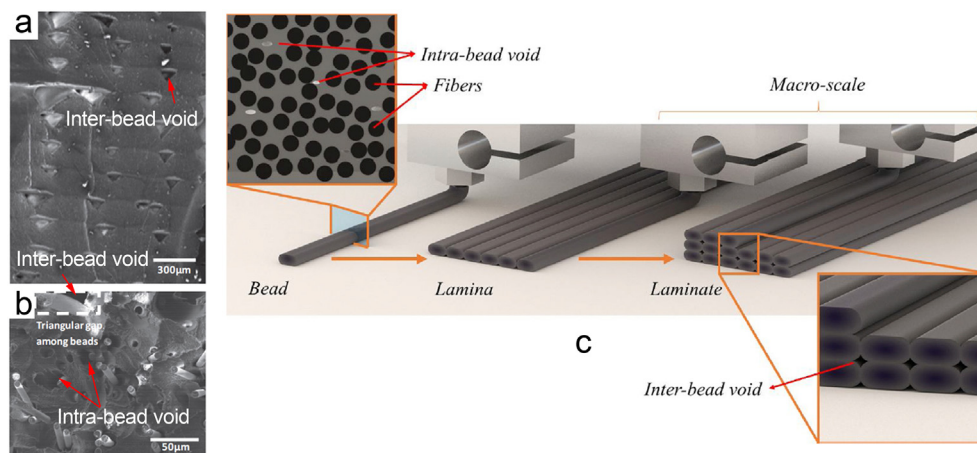 a
Inter-bead void
300μm
Inter-bead void
b
Triangular gap
among beads
Intra-bead void
50μm
Intra-bead void
Fibers
Macro-scale
Bead
Lamina
Laminate
c
Inter-bead void